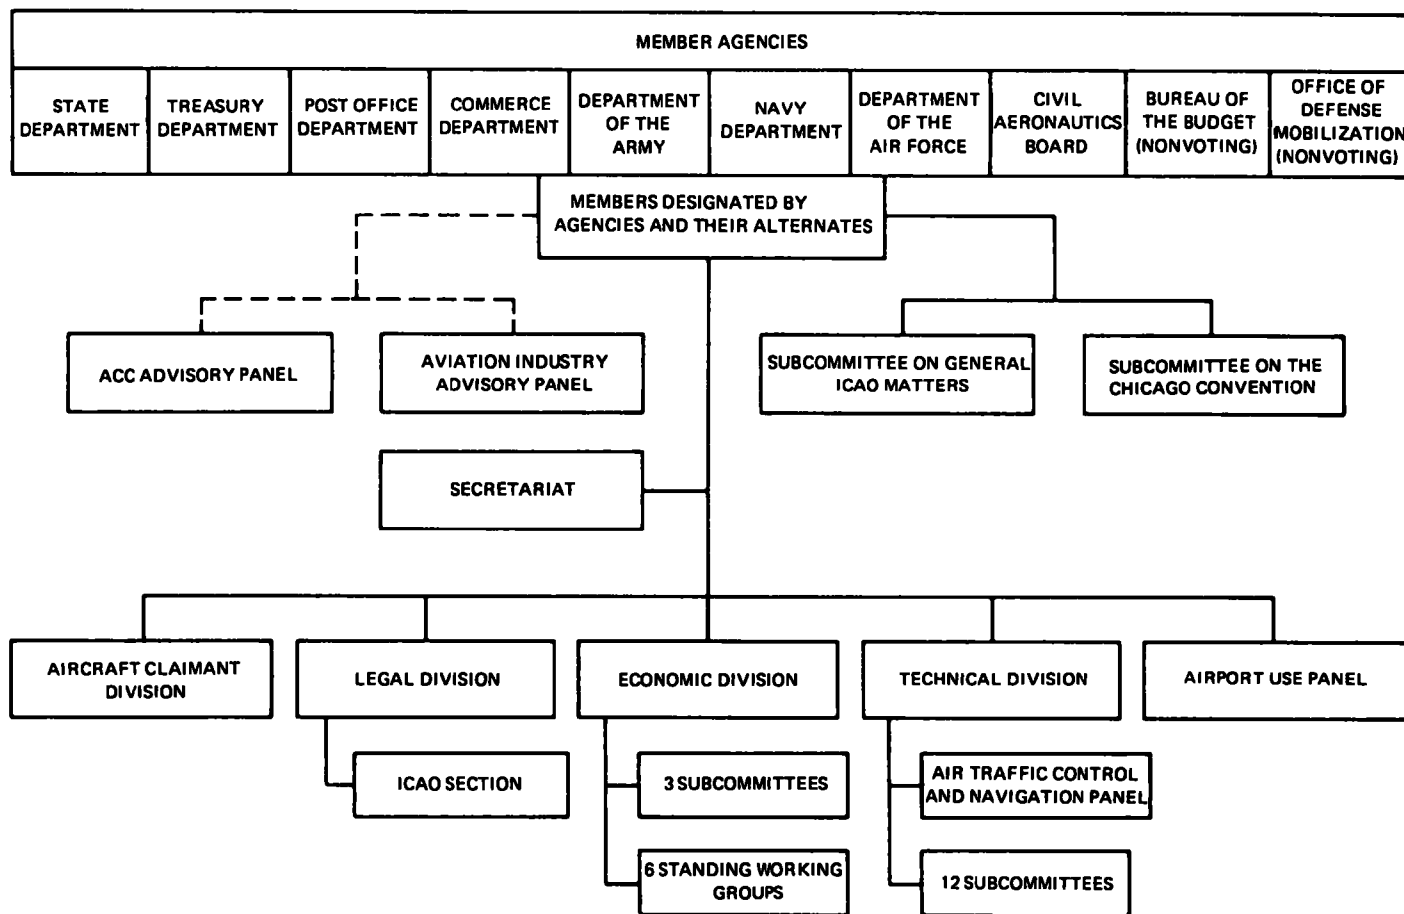 MEMBER AGENCIES
STATE
DEPARTMENT
TREASURY
DEPARTMENT
POST OFFICE
DEPARTMENT
COMMERCE
DEPARTMENT
DEPARTMENT
OF THE
ARMY
NAVY
DEPARTMENT
DEPARTMENT
OF THE
AIR FORCE
CIVIL
AERONAUTICS
BOARD
BUREAU OF
THE BUDGET
(NONVOTING)
OFFICE OF
DEFENSE
MOBILIZATION
(NONVOTING)
MEMBERS DESIGNATED BY
AGENCIES AND THEIR ALTERNATES
ACC ADVISORY PANEL
AVIATION INDUSTRY
ADVISORY PANEL
SUBCOMMITTEE ON GENERAL
ICAO MATTERS
SUBCOMMITTEE ON THE
CHICAGO CONVENTION
SECRETARIAT
AIRCRAFT CLAIMANT
DIVISION
LEGAL DIVISION
ECONOMIC DIVISION
TECHNICAL DIVISION
AIRPORT USE PANEL
ICAO SECTION
3 SUBCOMMITTEES
AIR TRAFFIC CONTROL
AND NAVIGATION PANEL
6 STANDING WORKING
GROUPS
12 SUBCOMMITTEES